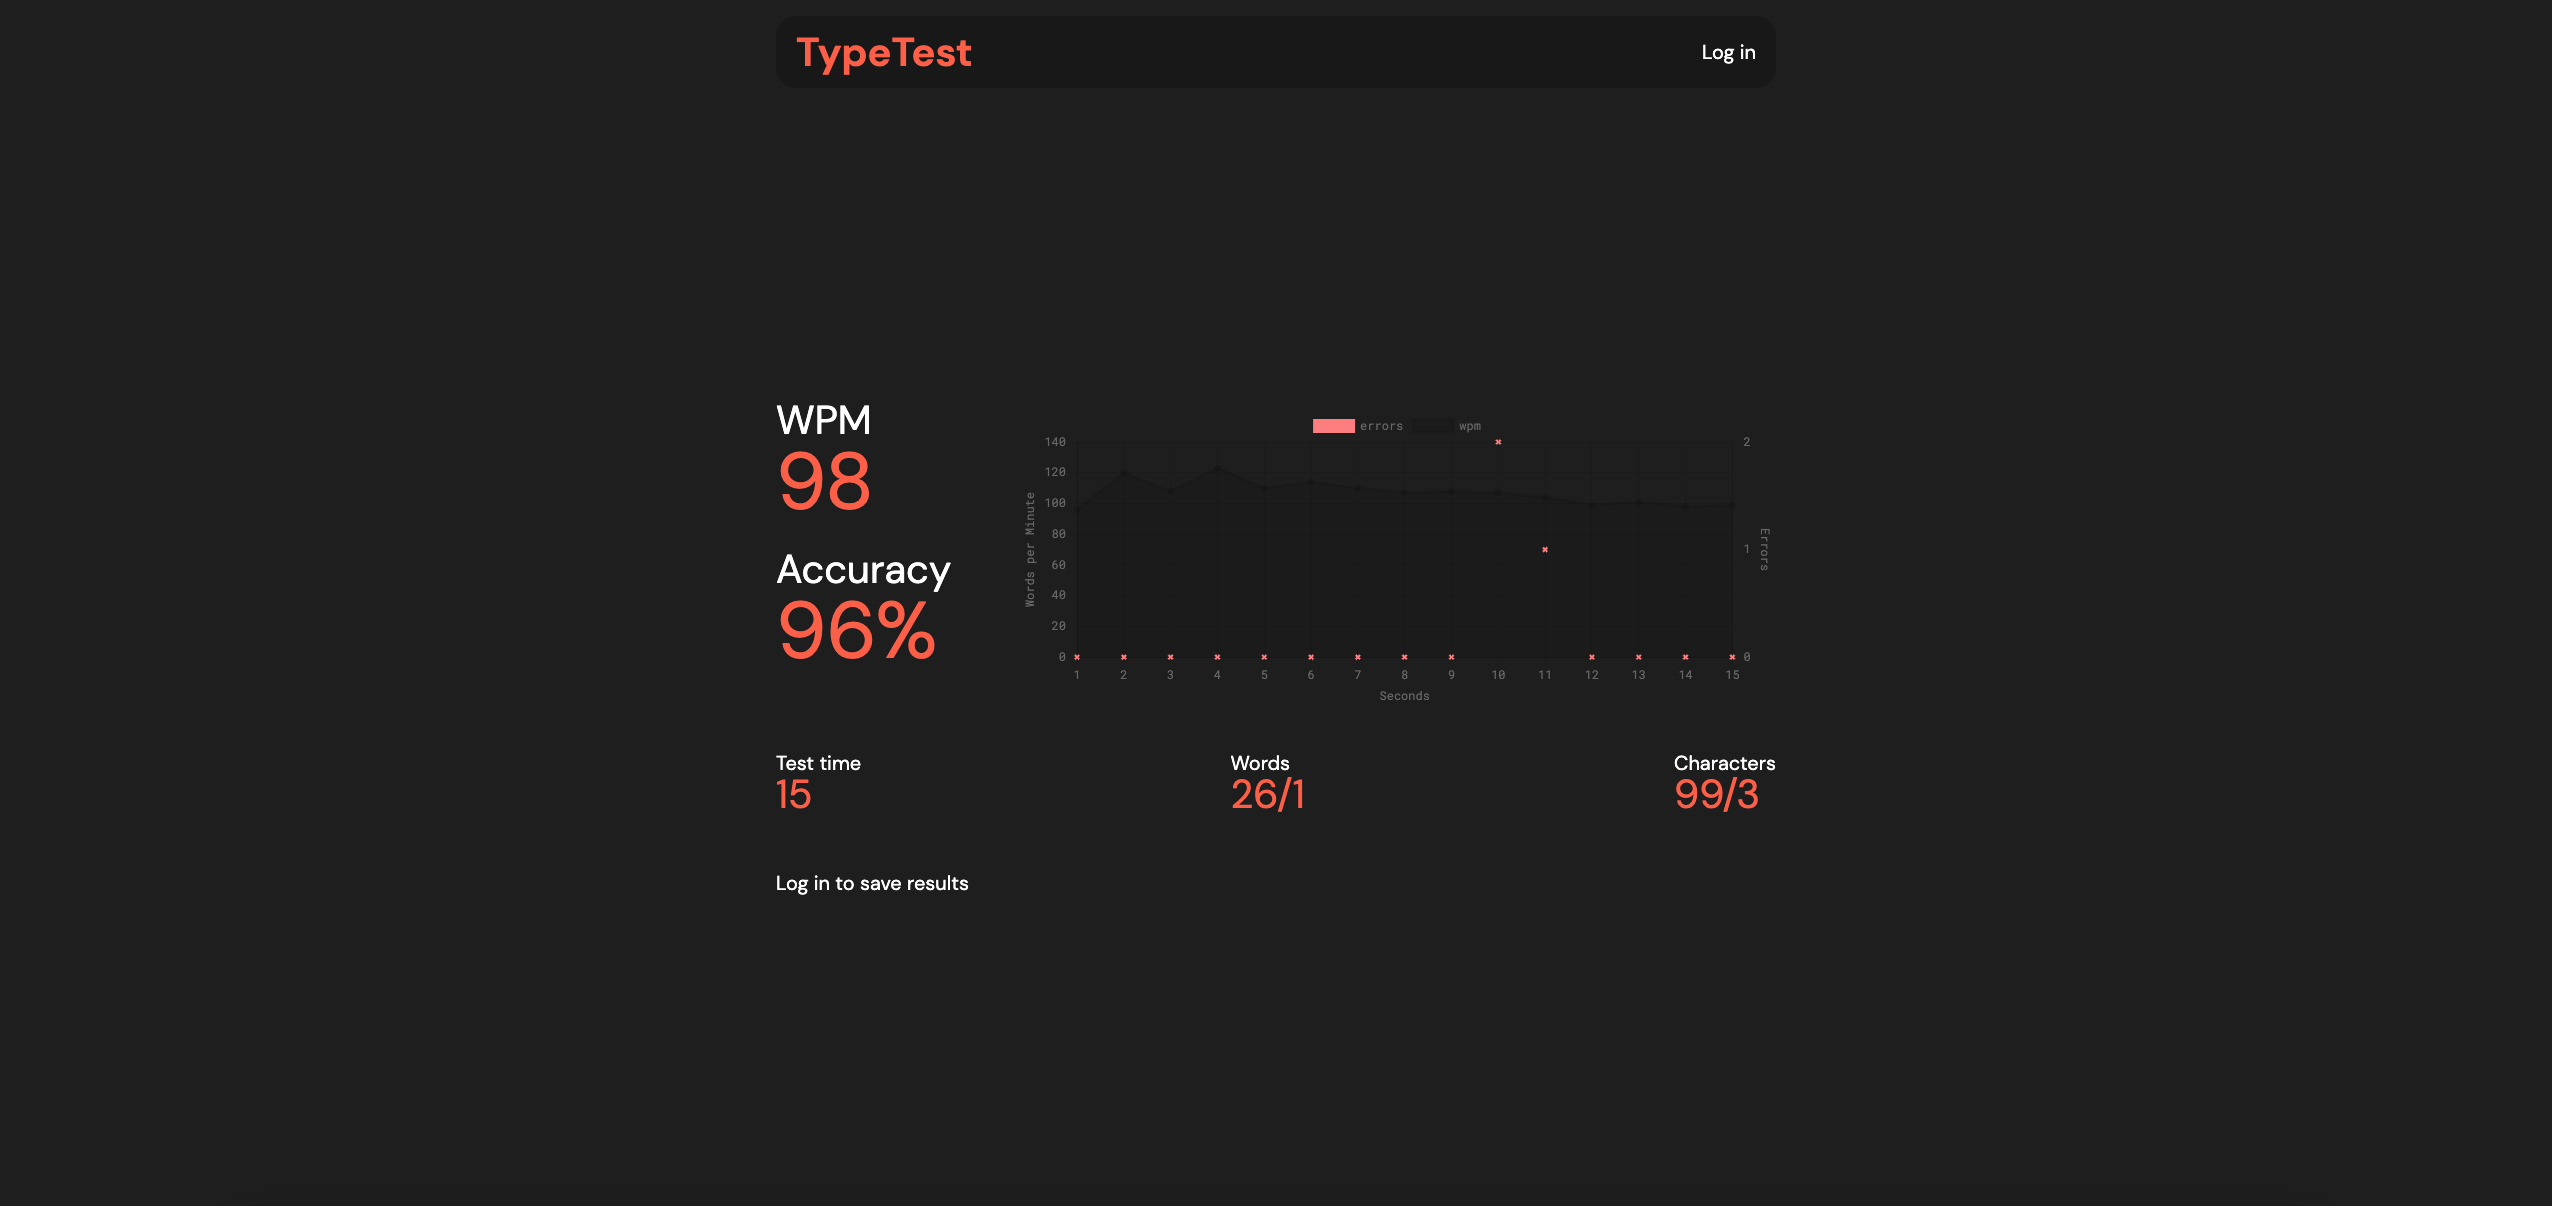 TypeTest
Log in
WPM
98
Accuracy
96%
errors wpm
140
120
100
80
60
40
20
0
Words per Minute
2
1
0
Errors
1 2 3 4 5 6 7 8 9 10 11 12 13 14 15
Seconds
Test time
15
Words
26/1
Characters
99/3
Log in to save results